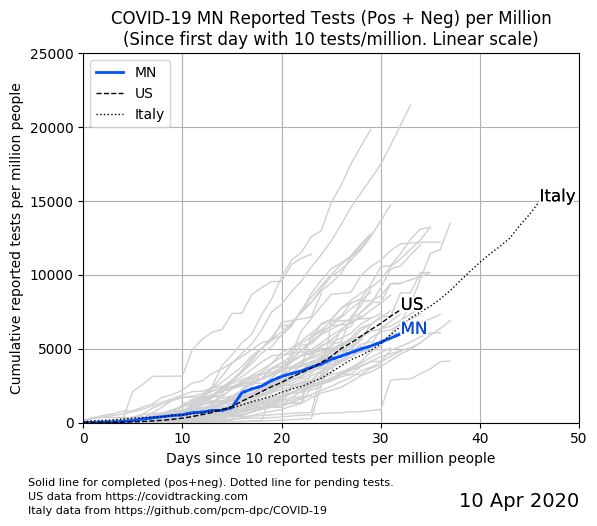 COVID-19 MN Reported Tests (Pos + Neg) per Million
(Since first day with 10 tests/million. Linear scale)
25000
MN
US
Italy
20000
15000
Italy
10000
US
MN
5000
0
0 10 20 30 40 50
Cumulative reported tests per million people
Days since 10 reported tests per million people
Solid line for completed (pos+neg). Dotted line for pending tests.
US data from https://covidtracking.com
Italy data from https://github.com/pcm-dpc/COVID-19
10 Apr 2020